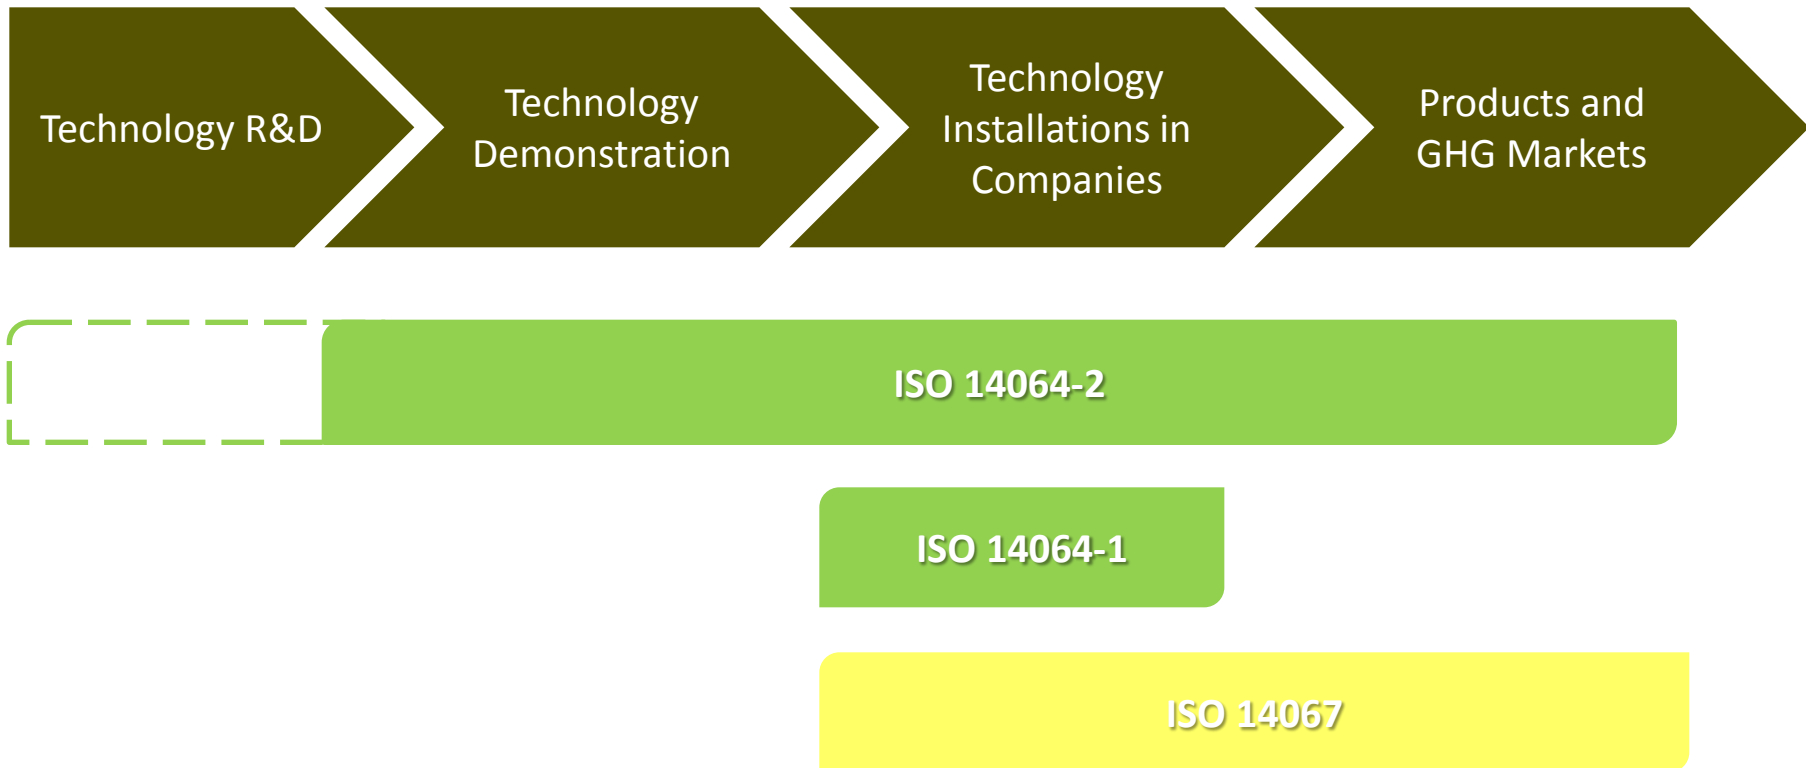 Technology R&D
Technology
Demonstration
Technology
Installations in
Companies
Products and
GHG Markets
ISO 14064-2
ISO 14064-1
ISO 14067